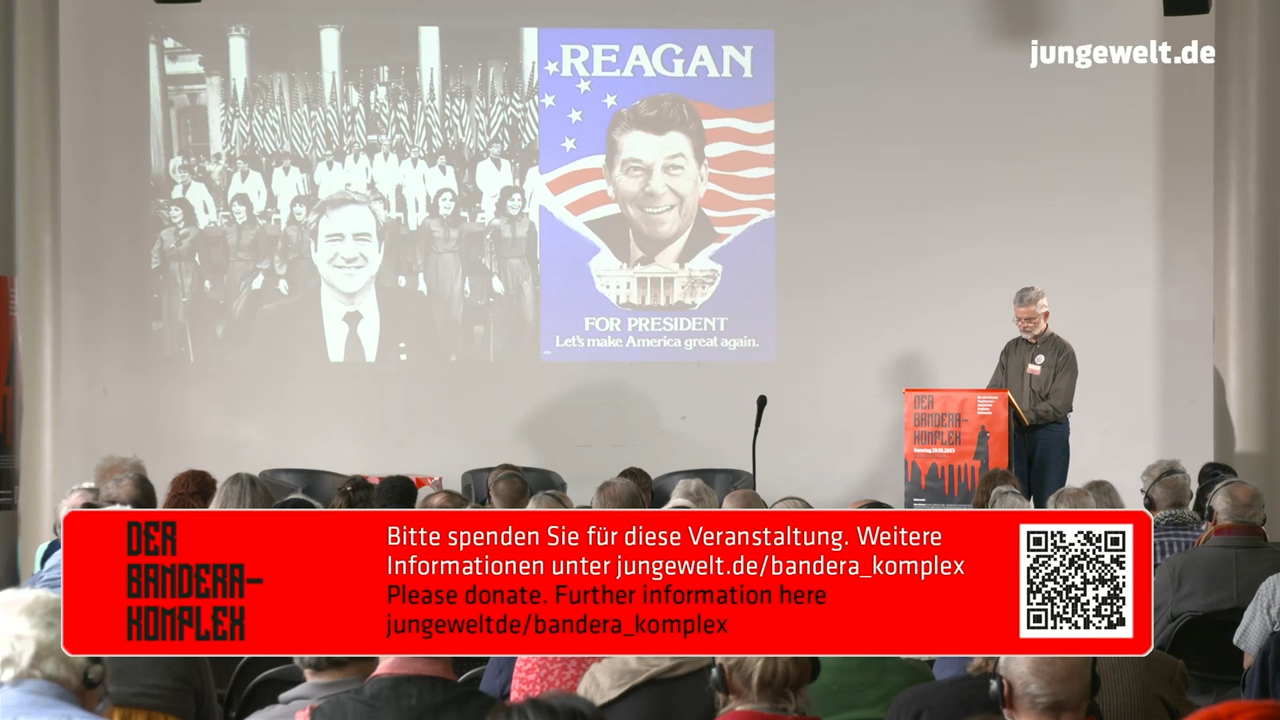 jungewelt.de
REAGAN
FOR PRESIDENT
Let's make America great again.
DER
BANDERA-
KOMPLEX
DER
BANDERA-
KOMPLEX
Bitte spenden Sie für diese Veranstaltung. Weitere
Informationen unter jungewelt.de/bandera_komplex
Please donate. Further information here
jungeweltde/bandera_komplex